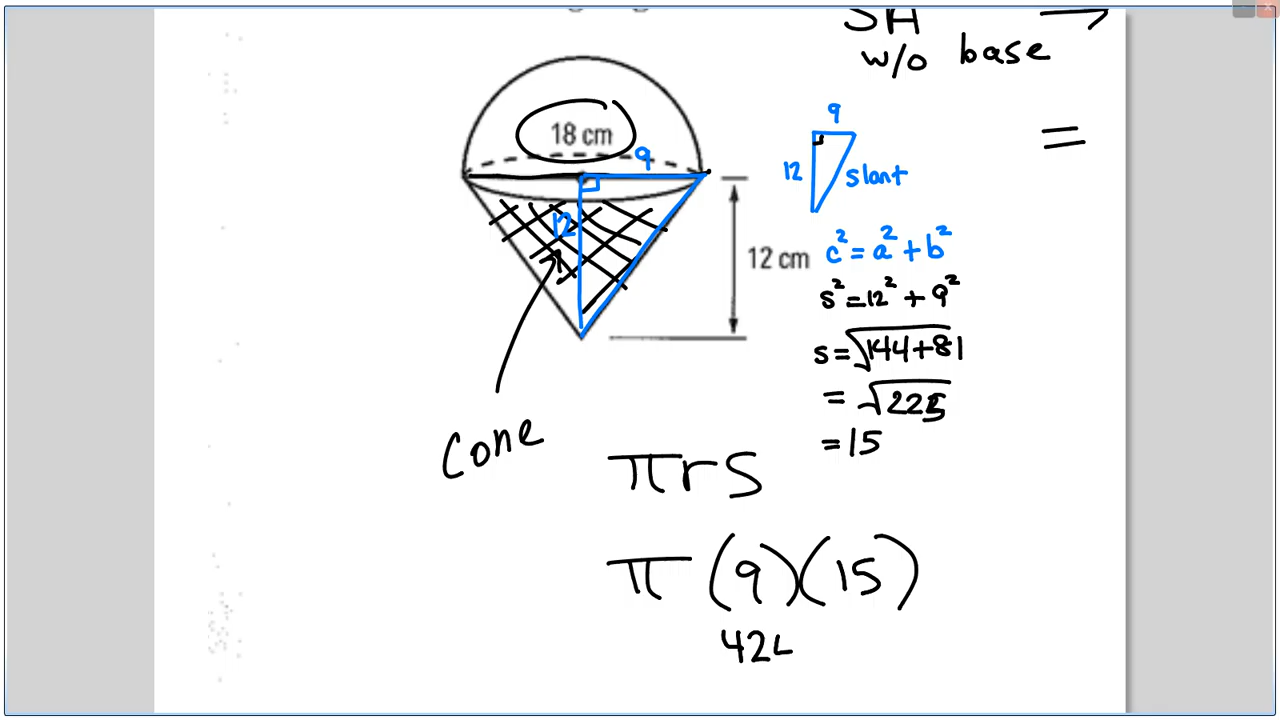 SA
w/o base
=
18 cm
9
12
12 cm
9
12 slant
c² = a² + b²
s² = 12² + 9²
s = √144+81
= √225
= 15
Cone
πrs
π(9)(15)
424